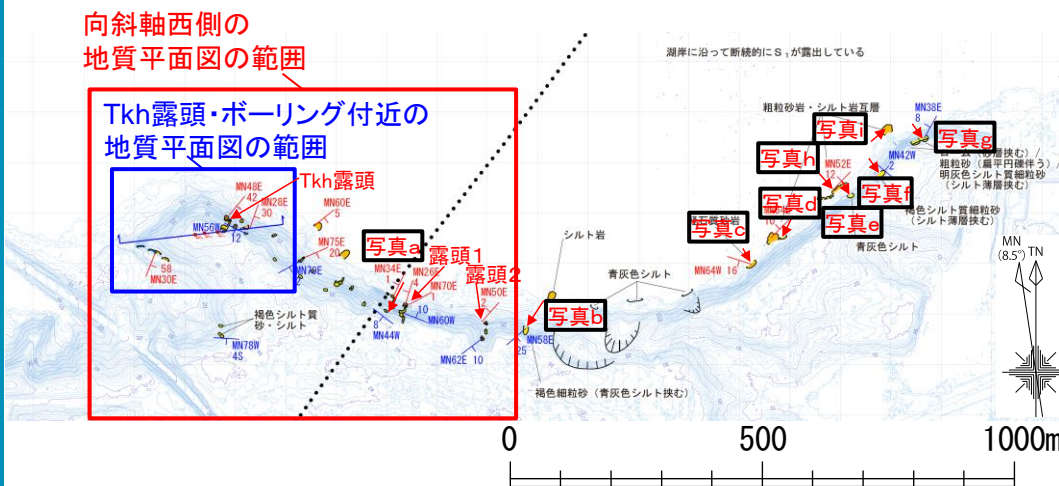 向斜軸西側の
地質平面図の範囲
湖岸に沿って断続的にS₁が露出している
Tkh露頭・ボーリング付近の
地質平面図の範囲
粗粒砂岩・シルト岩互層
MN38E
8
写真i
写真g
写真h
MN52E
12
MN42W
2
粗粒砂(扁平円礫伴う)/
明灰色シルト質細粒砂
(シルト薄層挟む)
MN48E
42
MN28E
30
Tkh露頭
MN60E
5
写真d
写真f
写真e
褐色シルト質細粒砂
(シルト薄層挟む)
MN56W
12
写真a
露頭1
露頭2
シルト岩
写真c
青灰色シルト
MN75E
20
MN64W 16
青灰色シルト
MN
(8.5°)
TN
58
MN30E
MN79E
2
MN34E
1
MN26E
4
MN70E
1
MN50E
2
写真b
褐色シルト質
砂・シルト
8
MN44W
10
MN60W
MN58E
25
MN78W
4S
MN62E 10
褐色細粒砂(青灰色シルト挟む)
0
500
1000m